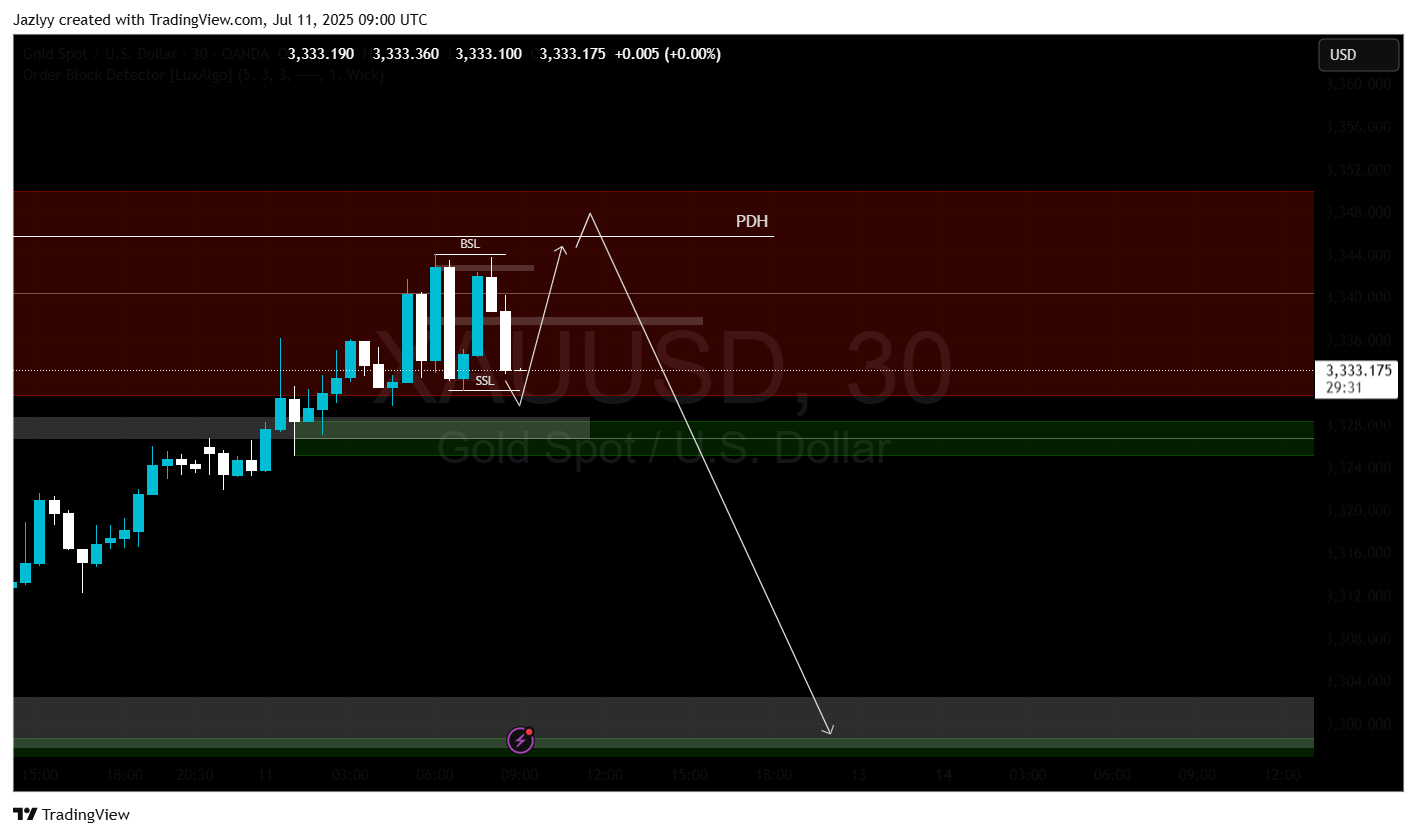 Jazlyy created with TradingView.com, Jul 11, 2025 09:00 UTC
Gold Spot / U.S. Dollar · 30 · OANDA 3,333.190 3,333.360 3,333.100 3,333.175 +0.005 (+0.00%)
Order Block Detector [LuxAlgo] (5, 3, 3, ——, 1, Wick)
USD
3,360.000
3,356.000
3,352.000
3,348.000
PDH
BSL
3,344.000
3,340.000
3,336.000
XAUUSD, 30
3,333.175
29:31
SSL
3,328.000
Gold Spot / U.S. Dollar
3,324.000
3,320.000
3,316.000
3,312.000
3,308.000
3,304.000
3,300.000
15:00 18:00 20:30 11 03:00 06:00 09:00 12:00 15:00 18:00 13 14 03:00 06:00 09:00 12:00
TradingView